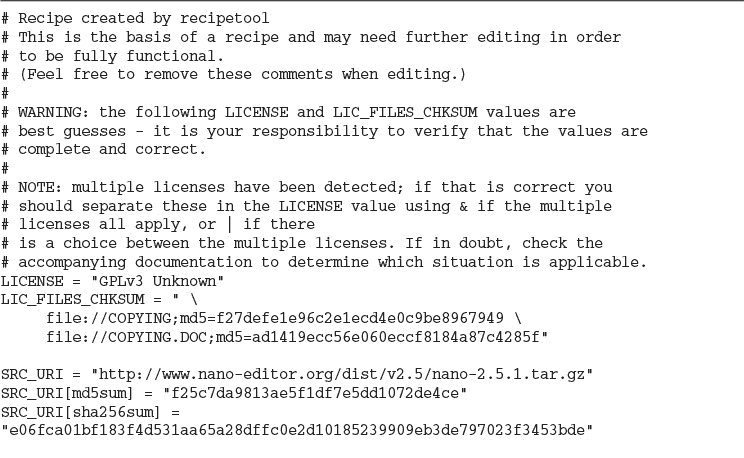 # Recipe created by recipetool
# This is the basis of a recipe and may need further editing in order
# to be fully functional.
# (Feel free to remove these comments when editing.)
#
# WARNING: the following LICENSE and LIC_FILES_CHKSUM values are
# best guesses - it is your responsibility to verify that the values are
# complete and correct.
#
# NOTE: multiple licenses have been detected; if that is correct you
# should separate these in the LICENSE value using & if the multiple
# licenses all apply, or | if there
# is a choice between the multiple licenses. If in doubt, check the
# accompanying documentation to determine which situation is applicable.
LICENSE = "GPLv3 Unknown"
LIC_FILES_CHKSUM = " \
file://COPYING;md5=f27defe1e96c2e1ecd4e0c9be8967949 \
file://COPYING.DOC;md5=ad1419ecc56e060eccf8184a87c4285f"
SRC_URI = "http://www.nano-editor.org/dist/v2.5/nano-2.5.1.tar.gz"
SRC_URI[md5sum] = "f25c7da9813ae5f1df7e5dd1072de4ce"
SRC_URI[sha256sum] =
"e06fca01bf183f4d531aa65a28dffc0e2d10185239909eb3de797023f3453bde"